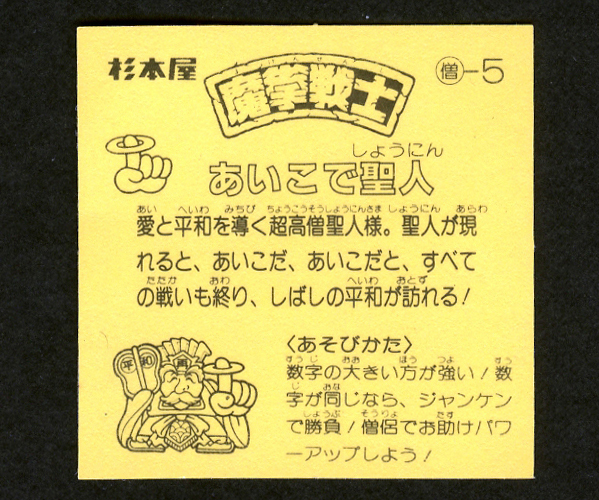 杉本屋
魔拳戦士
僧-5
しょうにん
あいこで聖人
あい へいわ みちび ちょうこうそうしょうにんさま しょうにん あらわ
愛と平和を導く超高僧聖人様。聖人が現
れると、あいこだ、あいこだと、すべて
たたか おわ へいわ おとず
の戦いも終り、しばしの平和が訪れる！
〈あそびかた〉
すうじ おお ほう つよ すう
数字の大きい方が強い！数
じ おな
字が同じなら、ジャンケン
しょうぶ そうりょ たす
で勝負！僧侶でお助けパワ
ーアップしよう！
平和